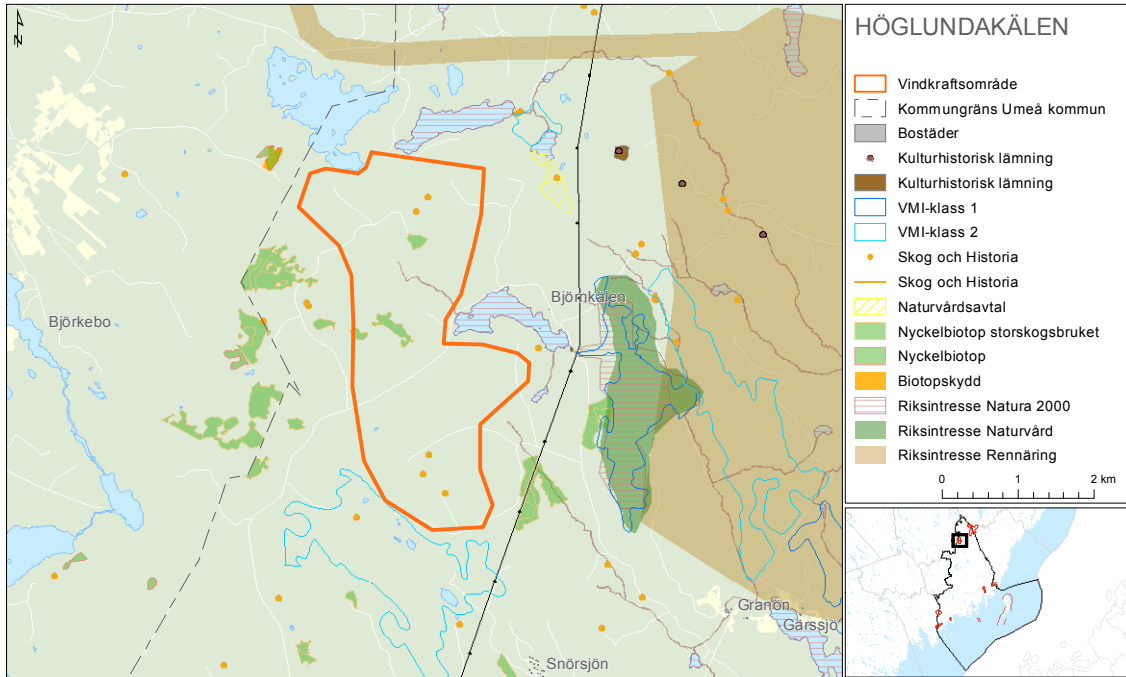 HÖGLUNDAKÄLEN
Vindkraftsområde
Kommungräns Umeå kommun
Bostäder
Kulturhistorisk lämning
Kulturhistorisk lämning
VMI-klass 1
VMI-klass 2
Skog och Historia
Skog och Historia
Naturvårdsavtal
Nyckelbiotop storskogsbruket
Nyckelbiotop
Biotopskydd
Riksintresse Natura 2000
Riksintresse Naturvård
Riksintresse Rennäring
0 1 2 km
N
Björnkälen
Björkebo
Granön
Gårssjö
Snörsjön